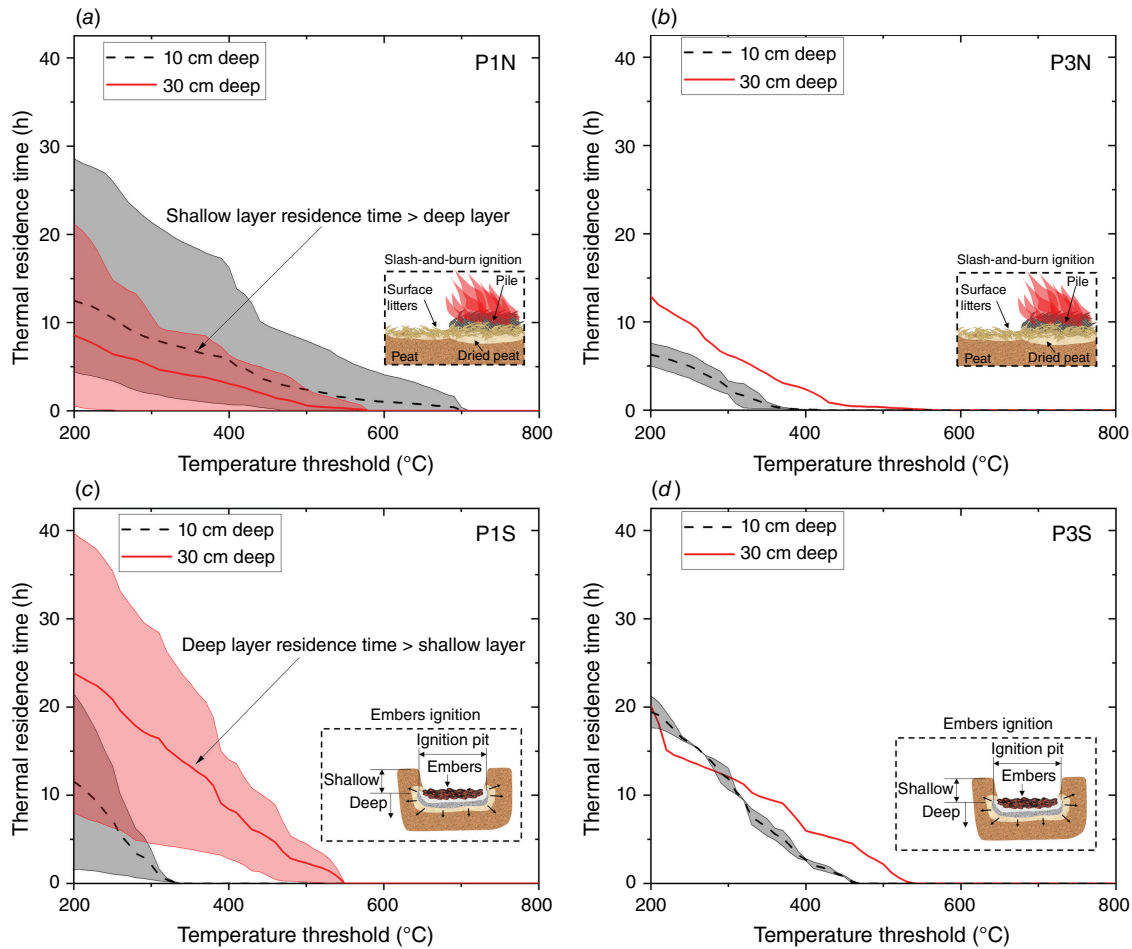 (a)
10 cm deep
30 cm deep
P1N
40
30
20
10
0
Thermal residence time (h)
Shallow layer residence time > deep layer
Slash-and-burn ignition
Surface
litters
Pile
Peat
Dried peat
200
400
600
800
Temperature threshold (°C)
(b)
10 cm deep
30 cm deep
P3N
40
30
20
10
0
Thermal residence time (h)
Slash-and-burn ignition
Surface
litters
Pile
Peat
Dried peat
200
400
600
800
Temperature threshold (°C)
(c)
10 cm deep
30 cm deep
P1S
40
30
20
10
0
Thermal residence time (h)
Deep layer residence time > shallow layer
Embers ignition
Ignition pit
Embers
Shallow
Deep
200
400
600
800
Temperature threshold (°C)
(d)
10 cm deep
30 cm deep
P3S
40
30
20
10
0
Thermal residence time (h)
Embers ignition
Ignition pit
Embers
Shallow
Deep
200
400
600
800
Temperature threshold (°C)